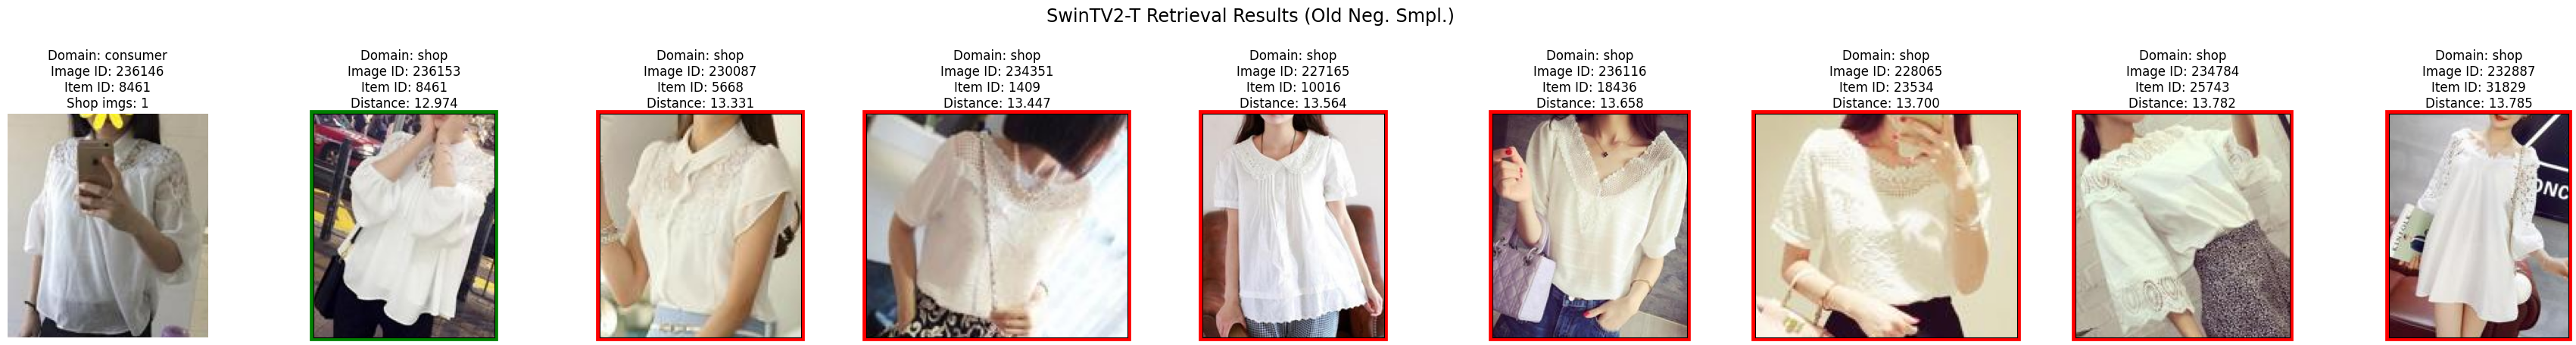 SwinTV2-T Retrieval Results (Old Neg. Smpl.)
Domain: consumer
Image ID: 236146
Item ID: 8461
Shop imgs: 1
Domain: shop
Image ID: 236153
Item ID: 8461
Distance: 12.974
Domain: shop
Image ID: 230087
Item ID: 5668
Distance: 13.331
Domain: shop
Image ID: 234351
Item ID: 1409
Distance: 13.447
Domain: shop
Image ID: 227165
Item ID: 10016
Distance: 13.564
Domain: shop
Image ID: 236116
Item ID: 18436
Distance: 13.658
Domain: shop
Image ID: 228065
Item ID: 23534
Distance: 13.700
Domain: shop
Image ID: 234784
Item ID: 25743
Distance: 13.782
Domain: shop
Image ID: 232887
Item ID: 31829
Distance: 13.785
ONC